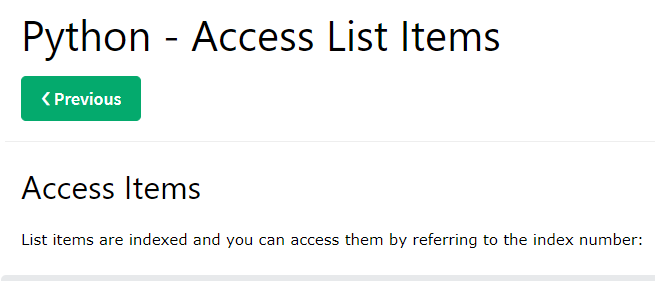 Python - Access List Items
❮ Previous
Access Items
List items are indexed and you can access them by referring to the index number: